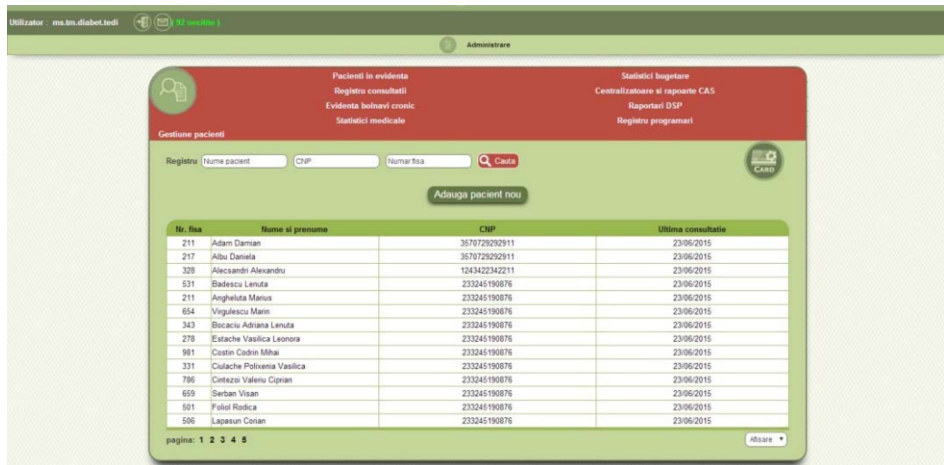 Utilizator : ms.tm.diabet.tedi ( 92 necitite )
Administrare
Pacienti in evidenta Statistici bugetare
Registru consultatii Centralizatoare si rapoarte CAS
Evidenta bolnavi cronic Raportari DSP
Statistici medicale Registru programari
Gestiune pacienti
Registru Nume pacient CNP Numar fisa Cauta CARD
Adauga pacient nou
Nr. fisa Nume si prenume CNP Ultima consultatie
211 Adam Damian 3570729292911 23/06/2015
217 Albu Daniela 3570729292911 23/06/2015
328 Alecsandri Alexandru 1243422342211 23/06/2015
531 Badescu Lenuta 233245190876 23/06/2015
211 Angheluta Marius 233245190876 23/06/2015
654 Virgulescu Marin 233245190876 23/06/2015
343 Bocaciu Adriana Lenuta 233245190876 23/06/2015
278 Estache Vasilica Leonora 233245190876 23/06/2015
981 Costin Codrin Mihai 233245190876 23/06/2015
331 Ciulache Polixenia Vasilica 233245190876 23/06/2015
786 Cintezoi Valeriu Ciprian 233245190876 23/06/2015
659 Serban Visan 233245190876 23/06/2015
501 Foliol Rodica 233245190876 23/06/2015
506 Lapasun Corian 233245190876 23/06/2015
pagina: 1 2 3 4 5 Afisare